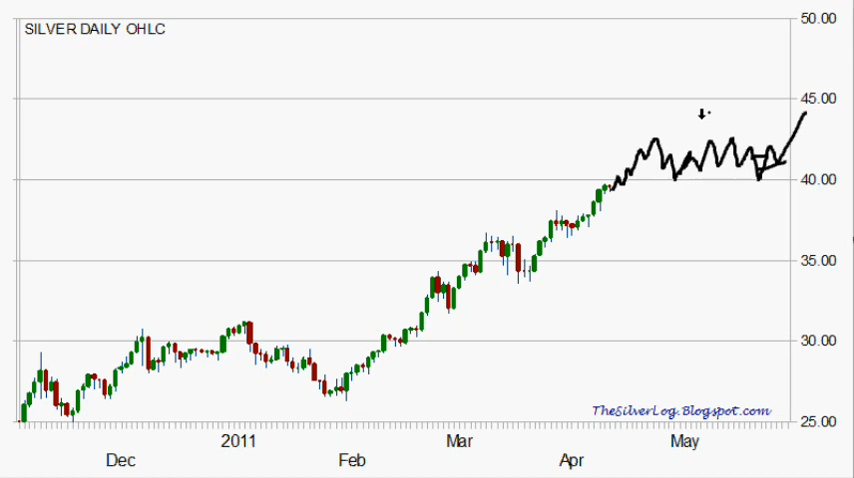 SILVER DAILY OHLC
50.00
45.00
40.00
35.00
30.00
25.00
TheSilverLog.Blogspot.com
2011 Mar May
Dec Feb Apr